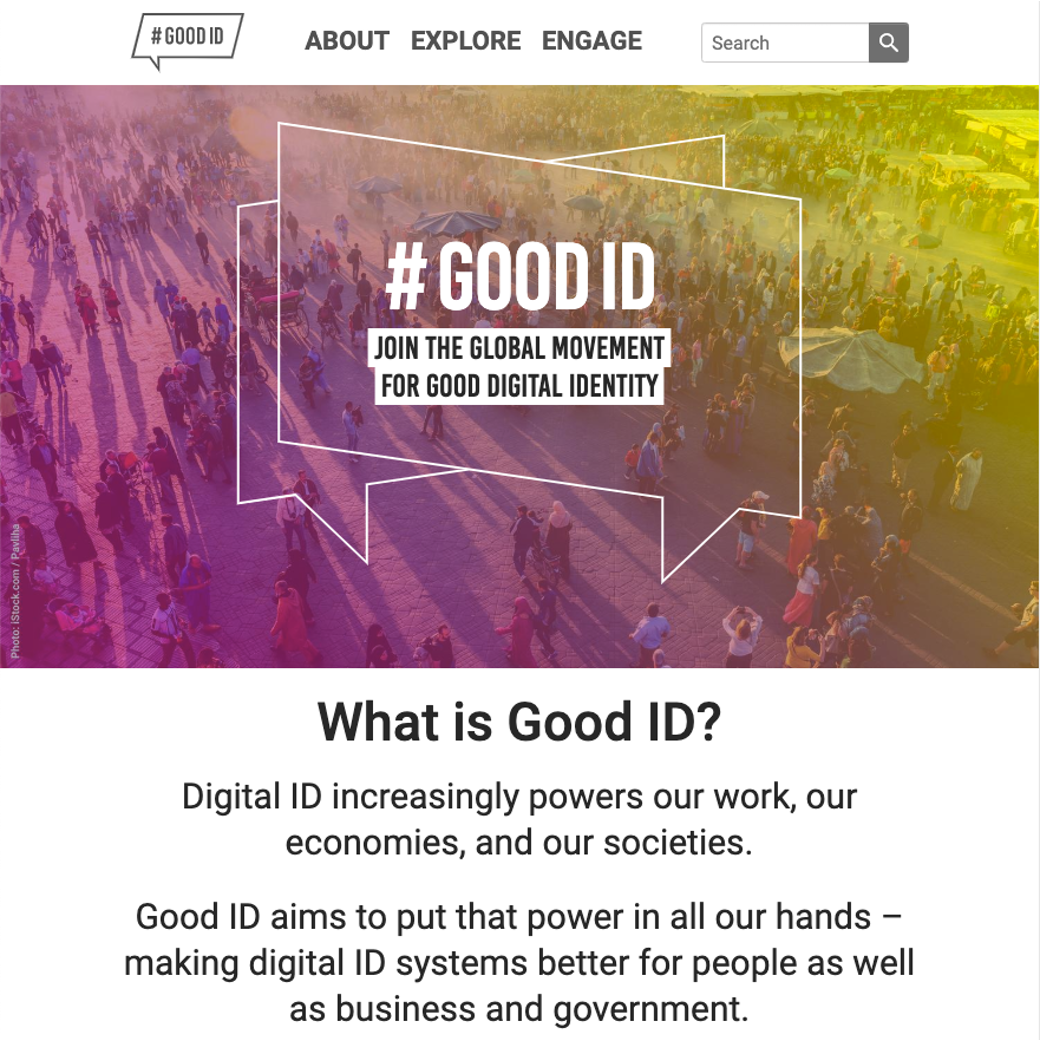 # GOOD ID
ABOUT EXPLORE ENGAGE
Search
# GOOD ID
JOIN THE GLOBAL MOVEMENT
FOR GOOD DIGITAL IDENTITY
Photo: iStock.com / Pavliha
What is Good ID?
Digital ID increasingly powers our work, our
economies, and our societies.
Good ID aims to put that power in all our hands –
making digital ID systems better for people as well
as business and government.